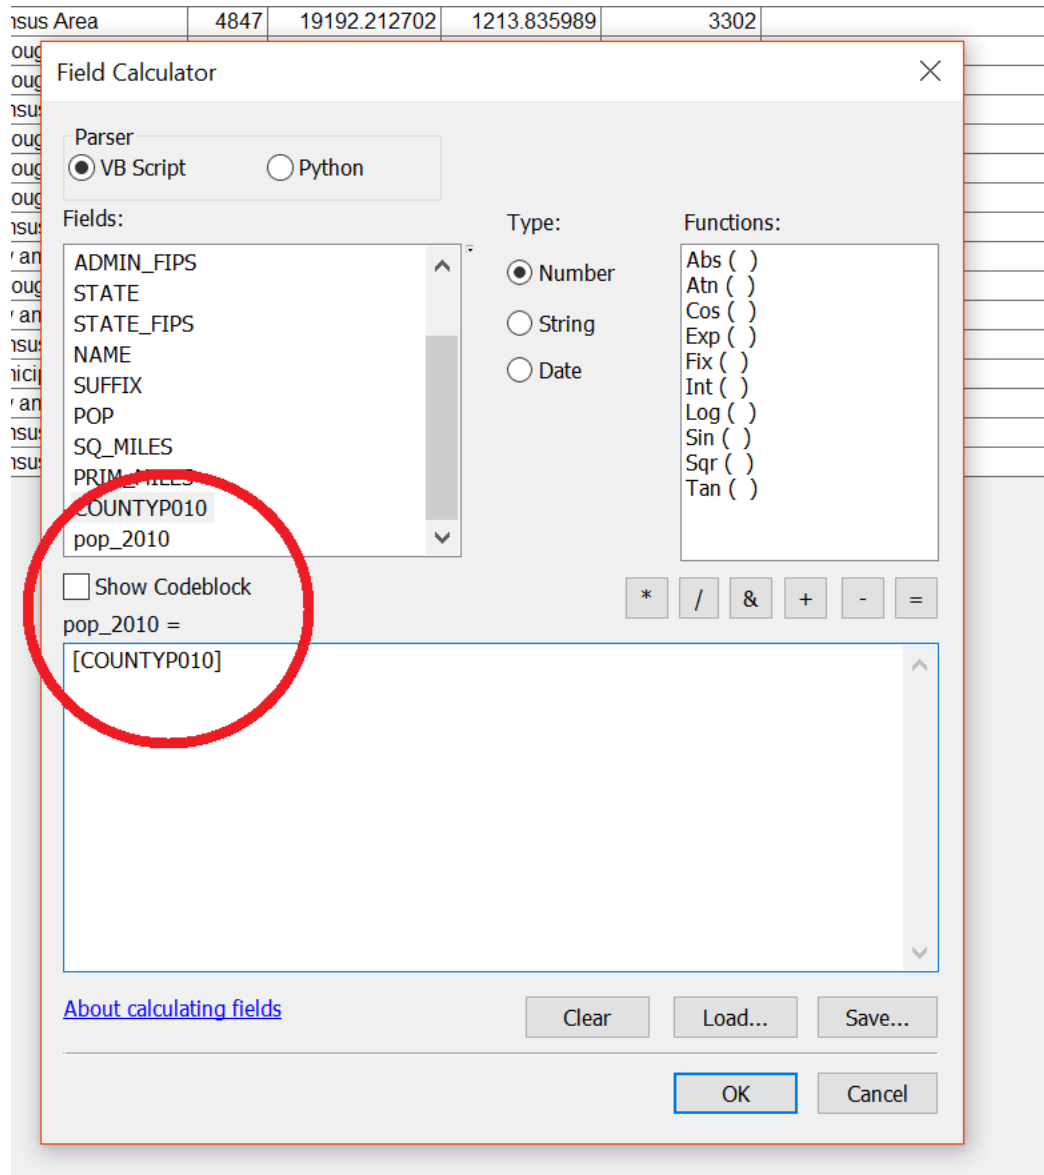 nsus Area 4847 19192.212702 1213.835989 3302
Field Calculator
Parser
VB Script Python
Fields:
ADMIN_FIPS
STATE
STATE_FIPS
NAME
SUFFIX
POP
SQ_MILES
PRIM_MILES
COUNTYP010
pop_2010
Type:
Number
String
Date
Functions:
Abs ( )
Atn ( )
Cos ( )
Exp ( )
Fix ( )
Int ( )
Log ( )
Sin ( )
Sqr ( )
Tan ( )
Show Codeblock
* / & + - =
pop_2010 =
[COUNTYP010]
About calculating fields
Clear Load... Save...
OK Cancel